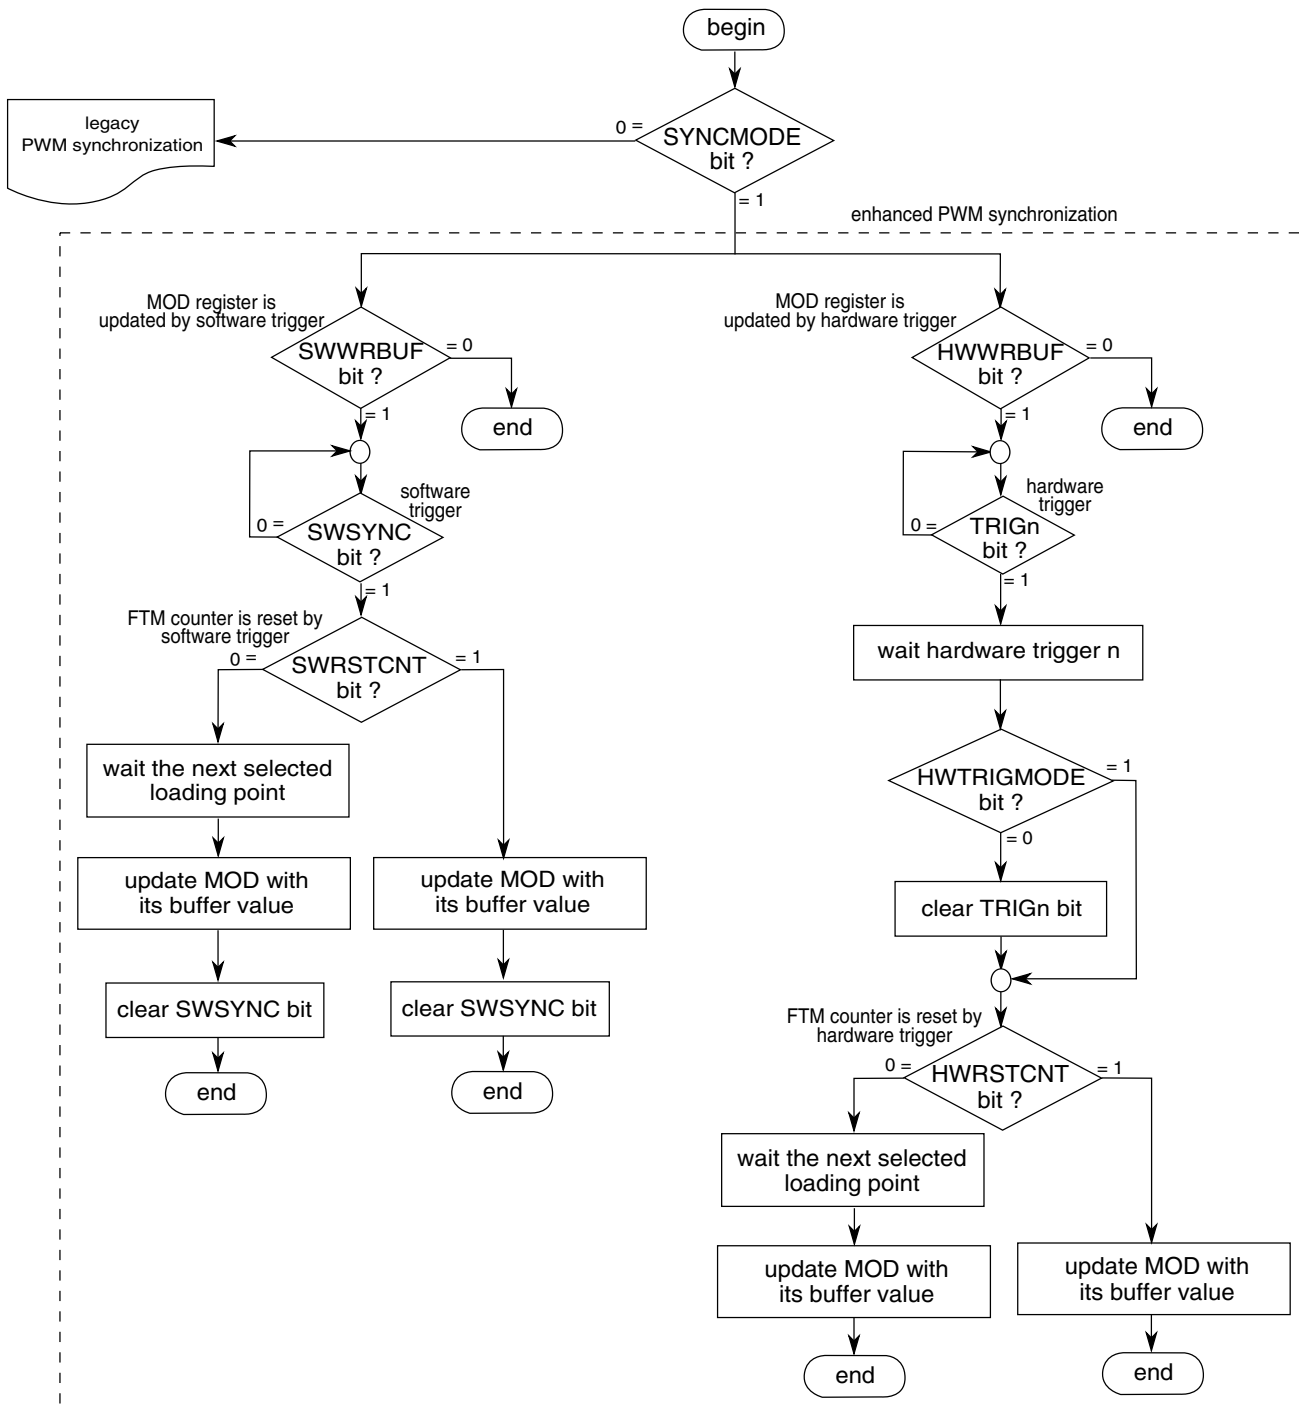 begin
legacy
PWM synchronization
0 =
SYNCMODE
bit ?
= 1
enhanced PWM synchronization
MOD register is
updated by software trigger
SWWRBUF
bit ?
= 0
end
= 1
software
trigger
0 =
SWSYNC
bit ?
= 1
FTM counter is reset by
software trigger
0 =
SWRSTCNT
bit ?
= 1
wait the next selected
loading point
update MOD with
its buffer value
clear SWSYNC bit
end
update MOD with
its buffer value
clear SWSYNC bit
end
MOD register is
updated by hardware trigger
HWWRBUF
bit ?
= 0
end
= 1
hardware
trigger
0 =
TRIGn
bit ?
= 1
wait hardware trigger n
HWTRIGMODE
bit ?
= 1
= 0
clear TRIGn bit
FTM counter is reset by
hardware trigger
0 =
HWRSTCNT
bit ?
= 1
wait the next selected
loading point
update MOD with
its buffer value
end
update MOD with
its buffer value
end